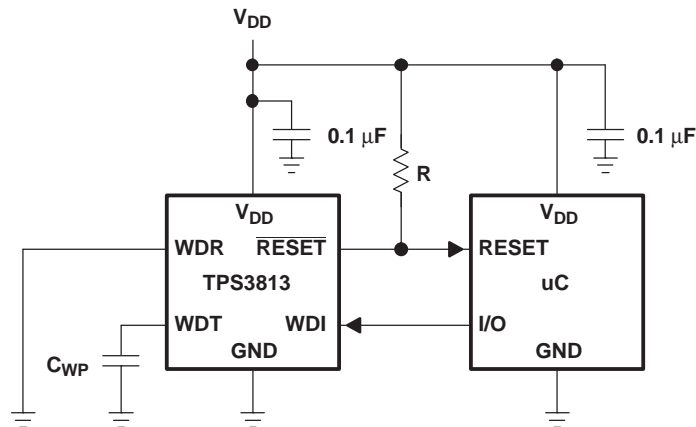 VDD
0.1 μF
R
0.1 μF
VDD
WDR
RESET
TPS3813
WDT
WDI
GND
CWP
VDD
RESET
uC
I/O
GND